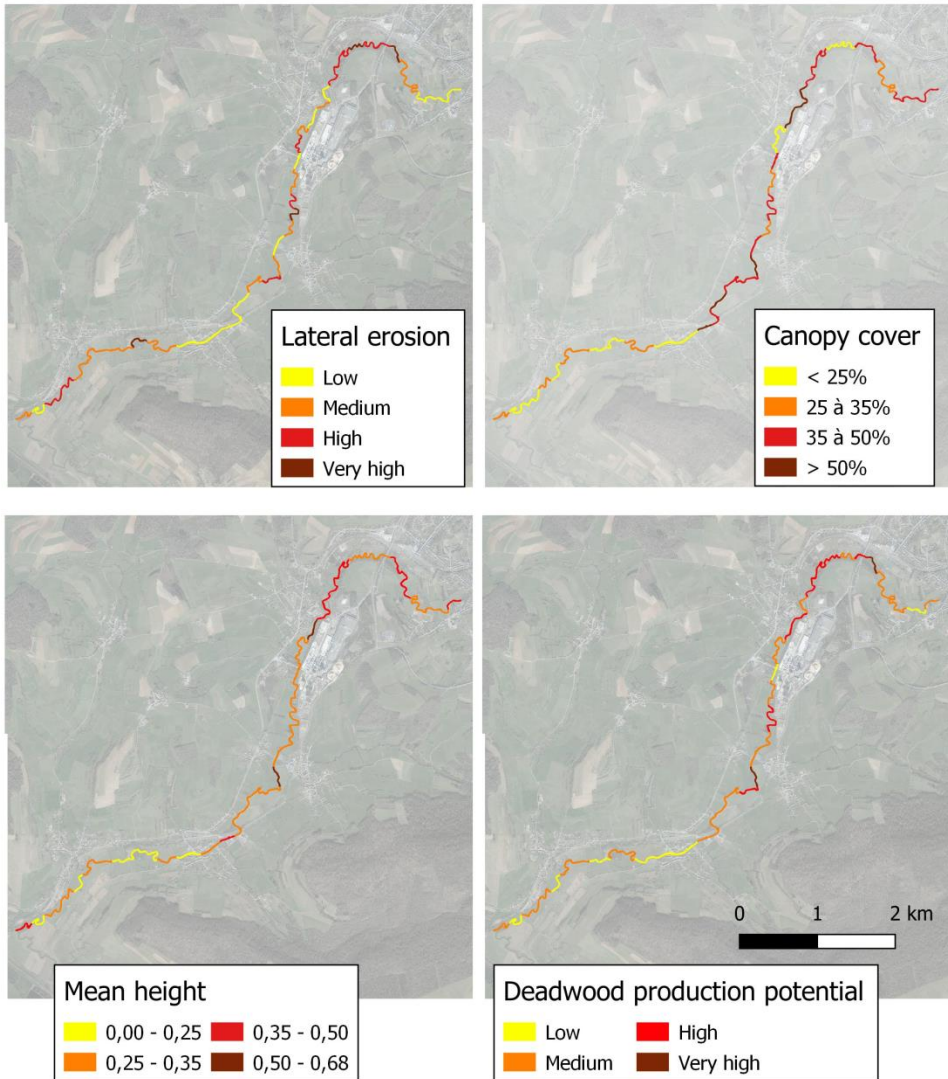 Lateral erosion
Low
Medium
High
Very high
Canopy cover
< 25%
25 à 35%
35 à 50%
> 50%
0 1 2 km
Mean height
0,00 - 0,25 0,35 - 0,50
0,25 - 0,35 0,50 - 0,68
Deadwood production potential
Low High
Medium Very high